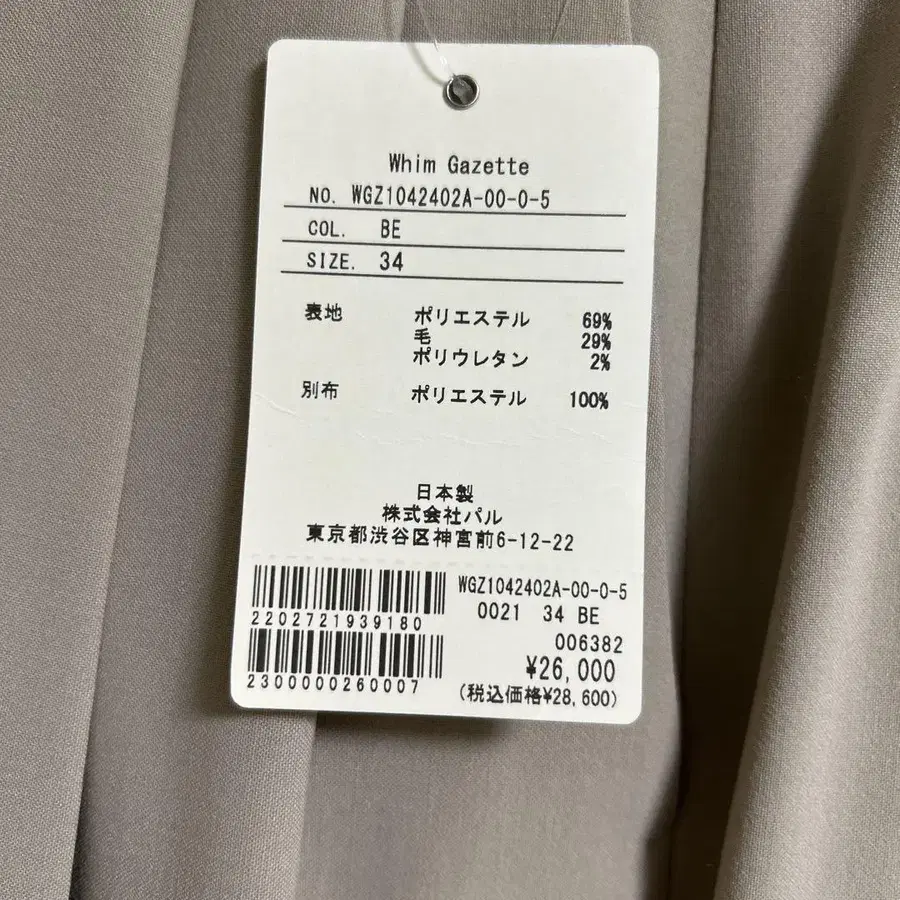 Whim Gazette
NO. WGZ1042402A-00-0-5
COL. BE
SIZE. 34
表地 ポリエステル 69%
毛 29%
ポリウレタン 2%
別布 ポリエステル 100%
日本製
株式会社パル
東京都渋谷区神宮前6-12-22
WGZ1042402A-00-0-5
2202721939180
0021 34 BE
006382
¥26,000
2300000260007
(税込価格¥28,600)